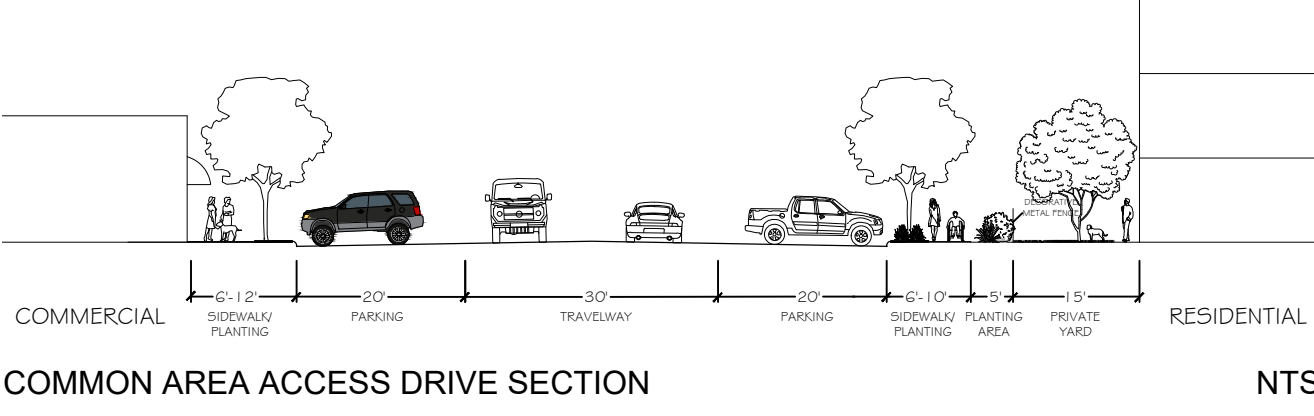 DECORATIVE
METAL FENCE
6'-12'
20'
30'
20'
6'-10'
5'
15'
COMMERCIAL
SIDEWALK/
PLANTING
PARKING
TRAVELWAY
PARKING
SIDEWALK/
PLANTING
PLANTING
AREA
PRIVATE
YARD
RESIDENTIAL
COMMON AREA ACCESS DRIVE SECTION
NTS